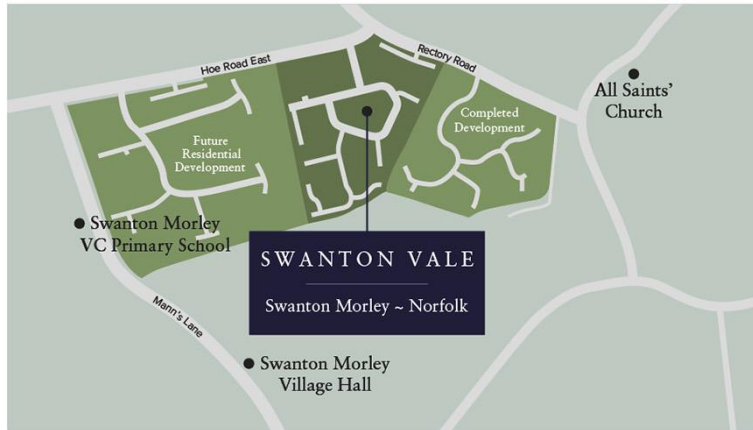 Hoe Road East
Rectory Road
All Saints'
Church
Future
Residential
Development
Completed
Development
Swanton Morley
VC Primary School
SWANTON VALE
Swanton Morley ~ Norfolk
Mann's Lane
Swanton Morley
Village Hall